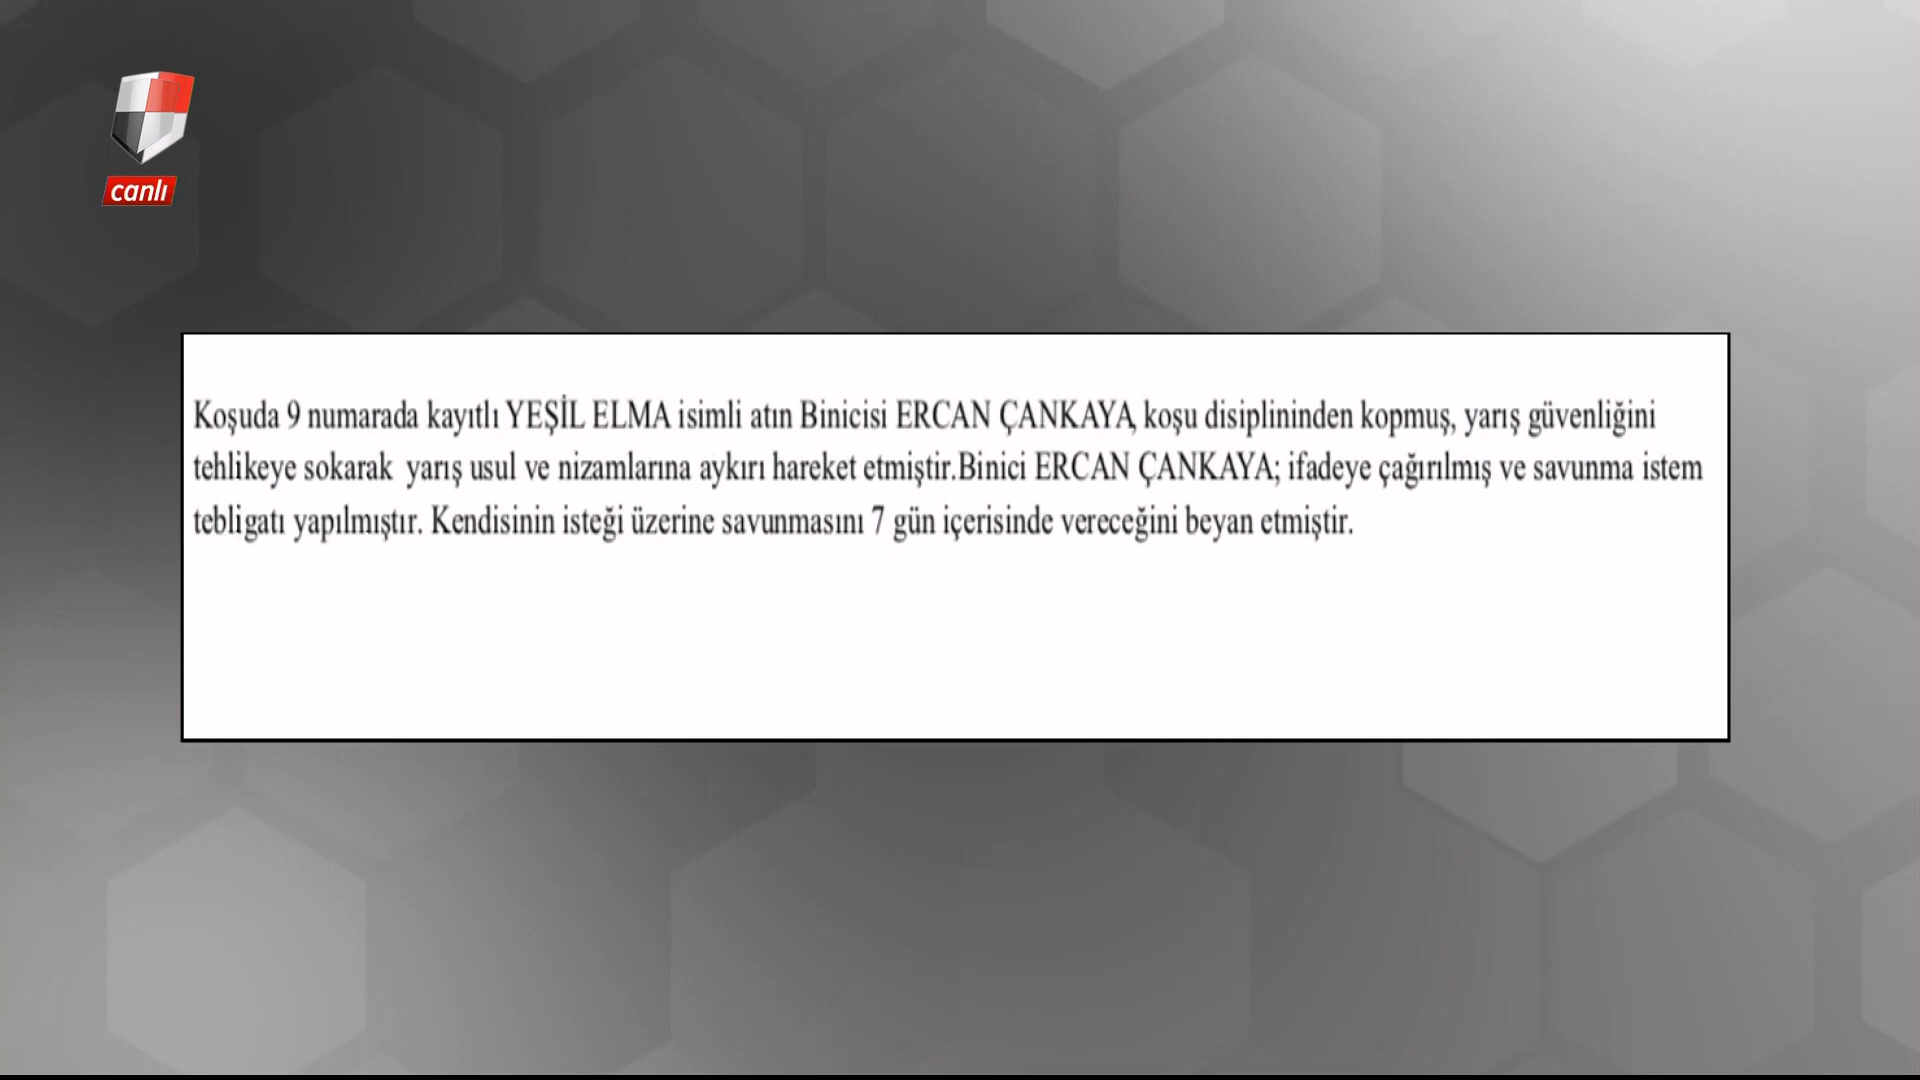 canlı
Koşuda 9 numarada kayıtlı YEŞİL ELMA isimli atın Binicisi ERCAN ÇANKAYA, koşu disiplininden kopmuş, yarış güvenliğini
tehlikeye sokarak yarış usul ve nizamlarına aykırı hareket etmiştir.Binici ERCAN ÇANKAYA; ifadeye çağırılmış ve savunma istem
tebligatı yapılmıştır. Kendisinin isteği üzerine savunmasını 7 gün içerisinde vereceğini beyan etmiştir.